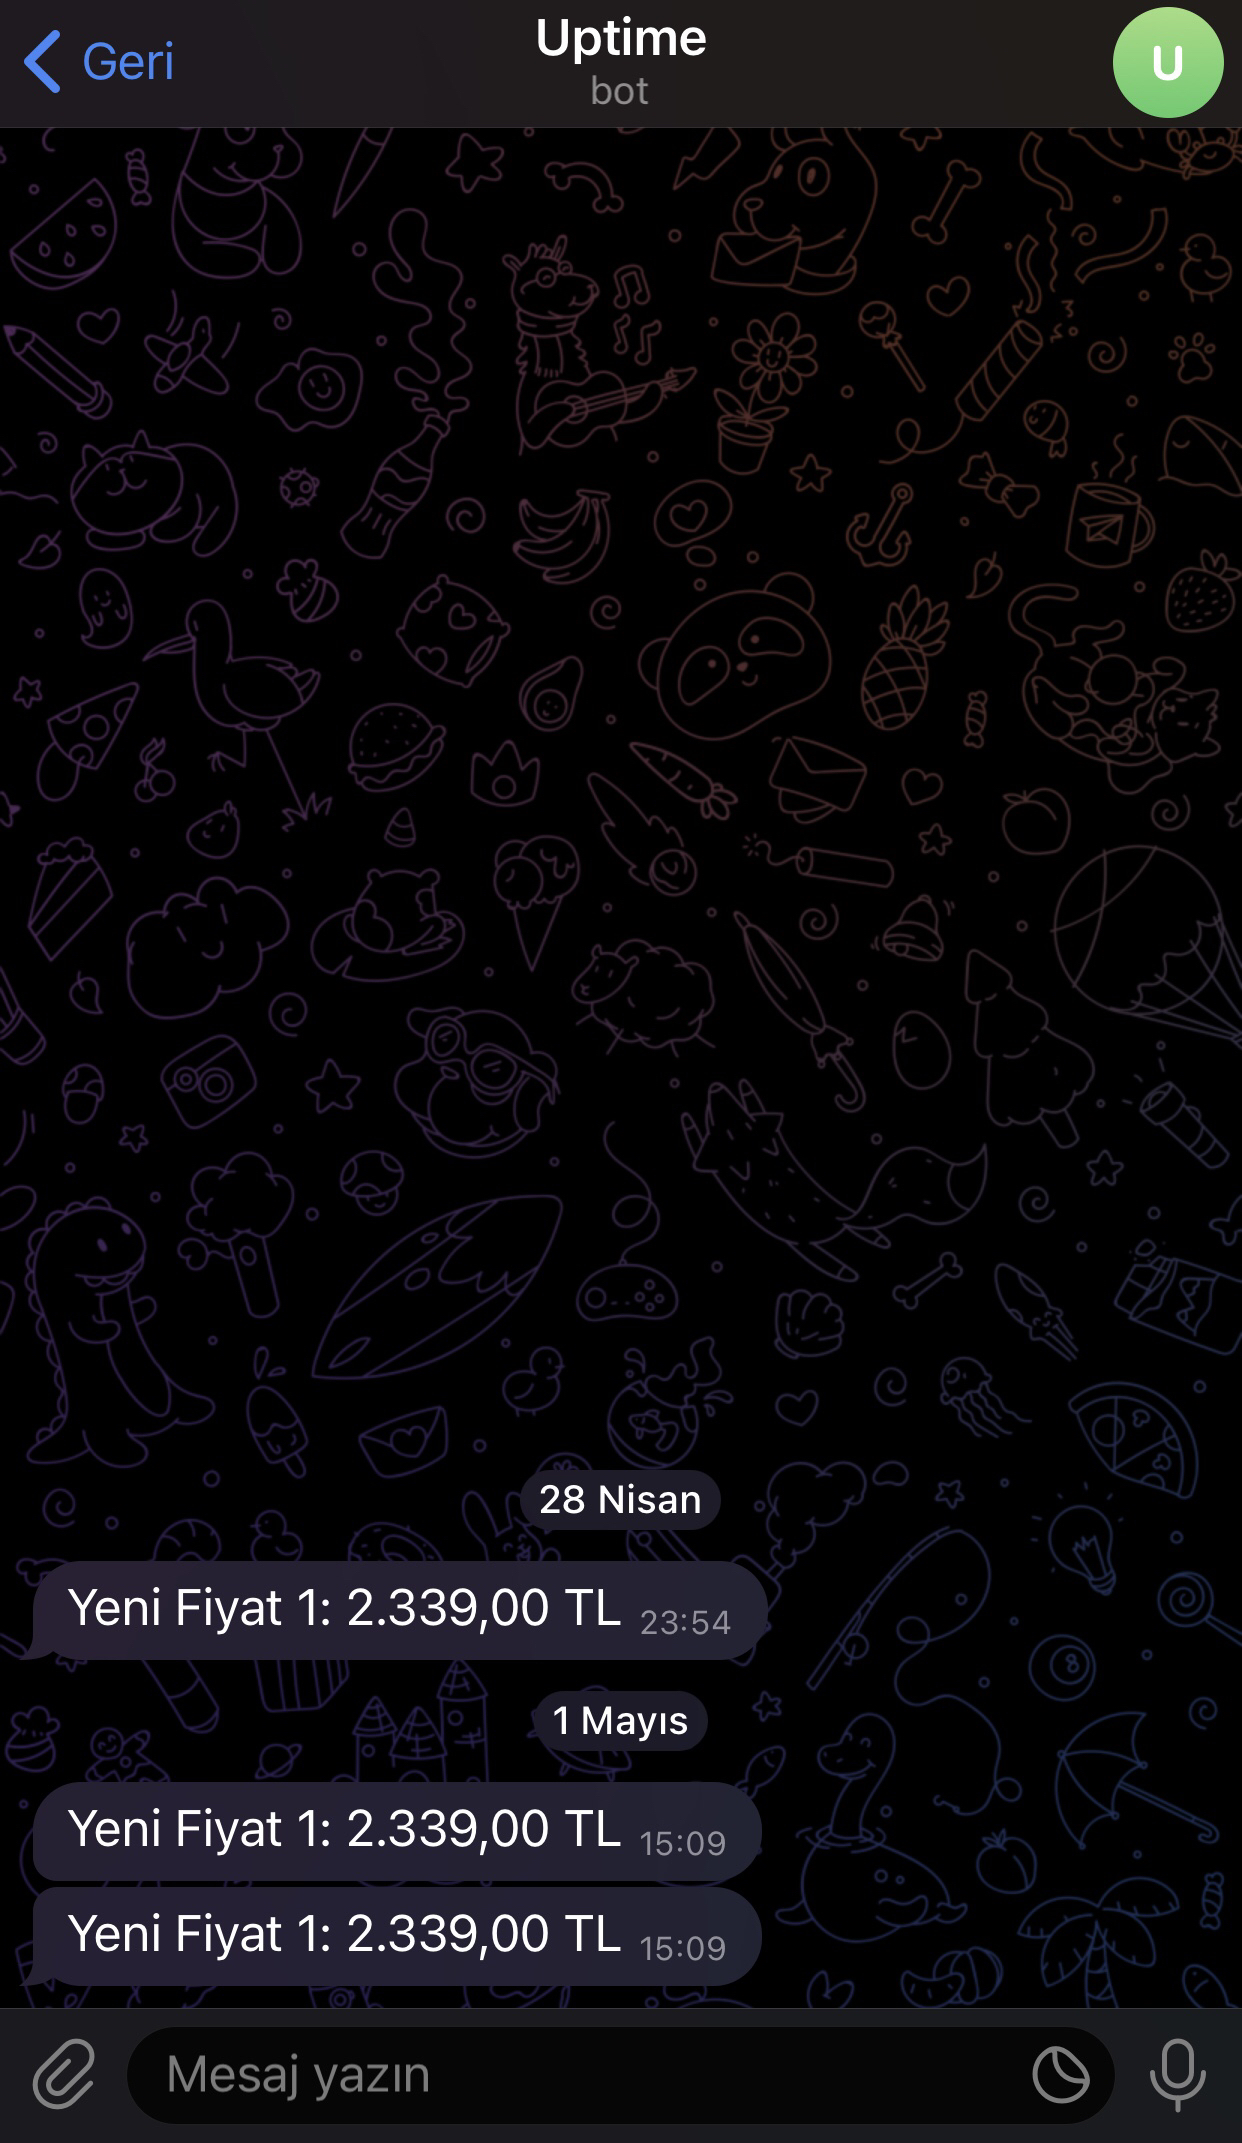 Geri
Uptime
bot
U
28 Nisan
Yeni Fiyat 1: 2.339,00 TL 23:54
1 Mayıs
Yeni Fiyat 1: 2.339,00 TL 15:09
Yeni Fiyat 1: 2.339,00 TL 15:09
Mesaj yazın